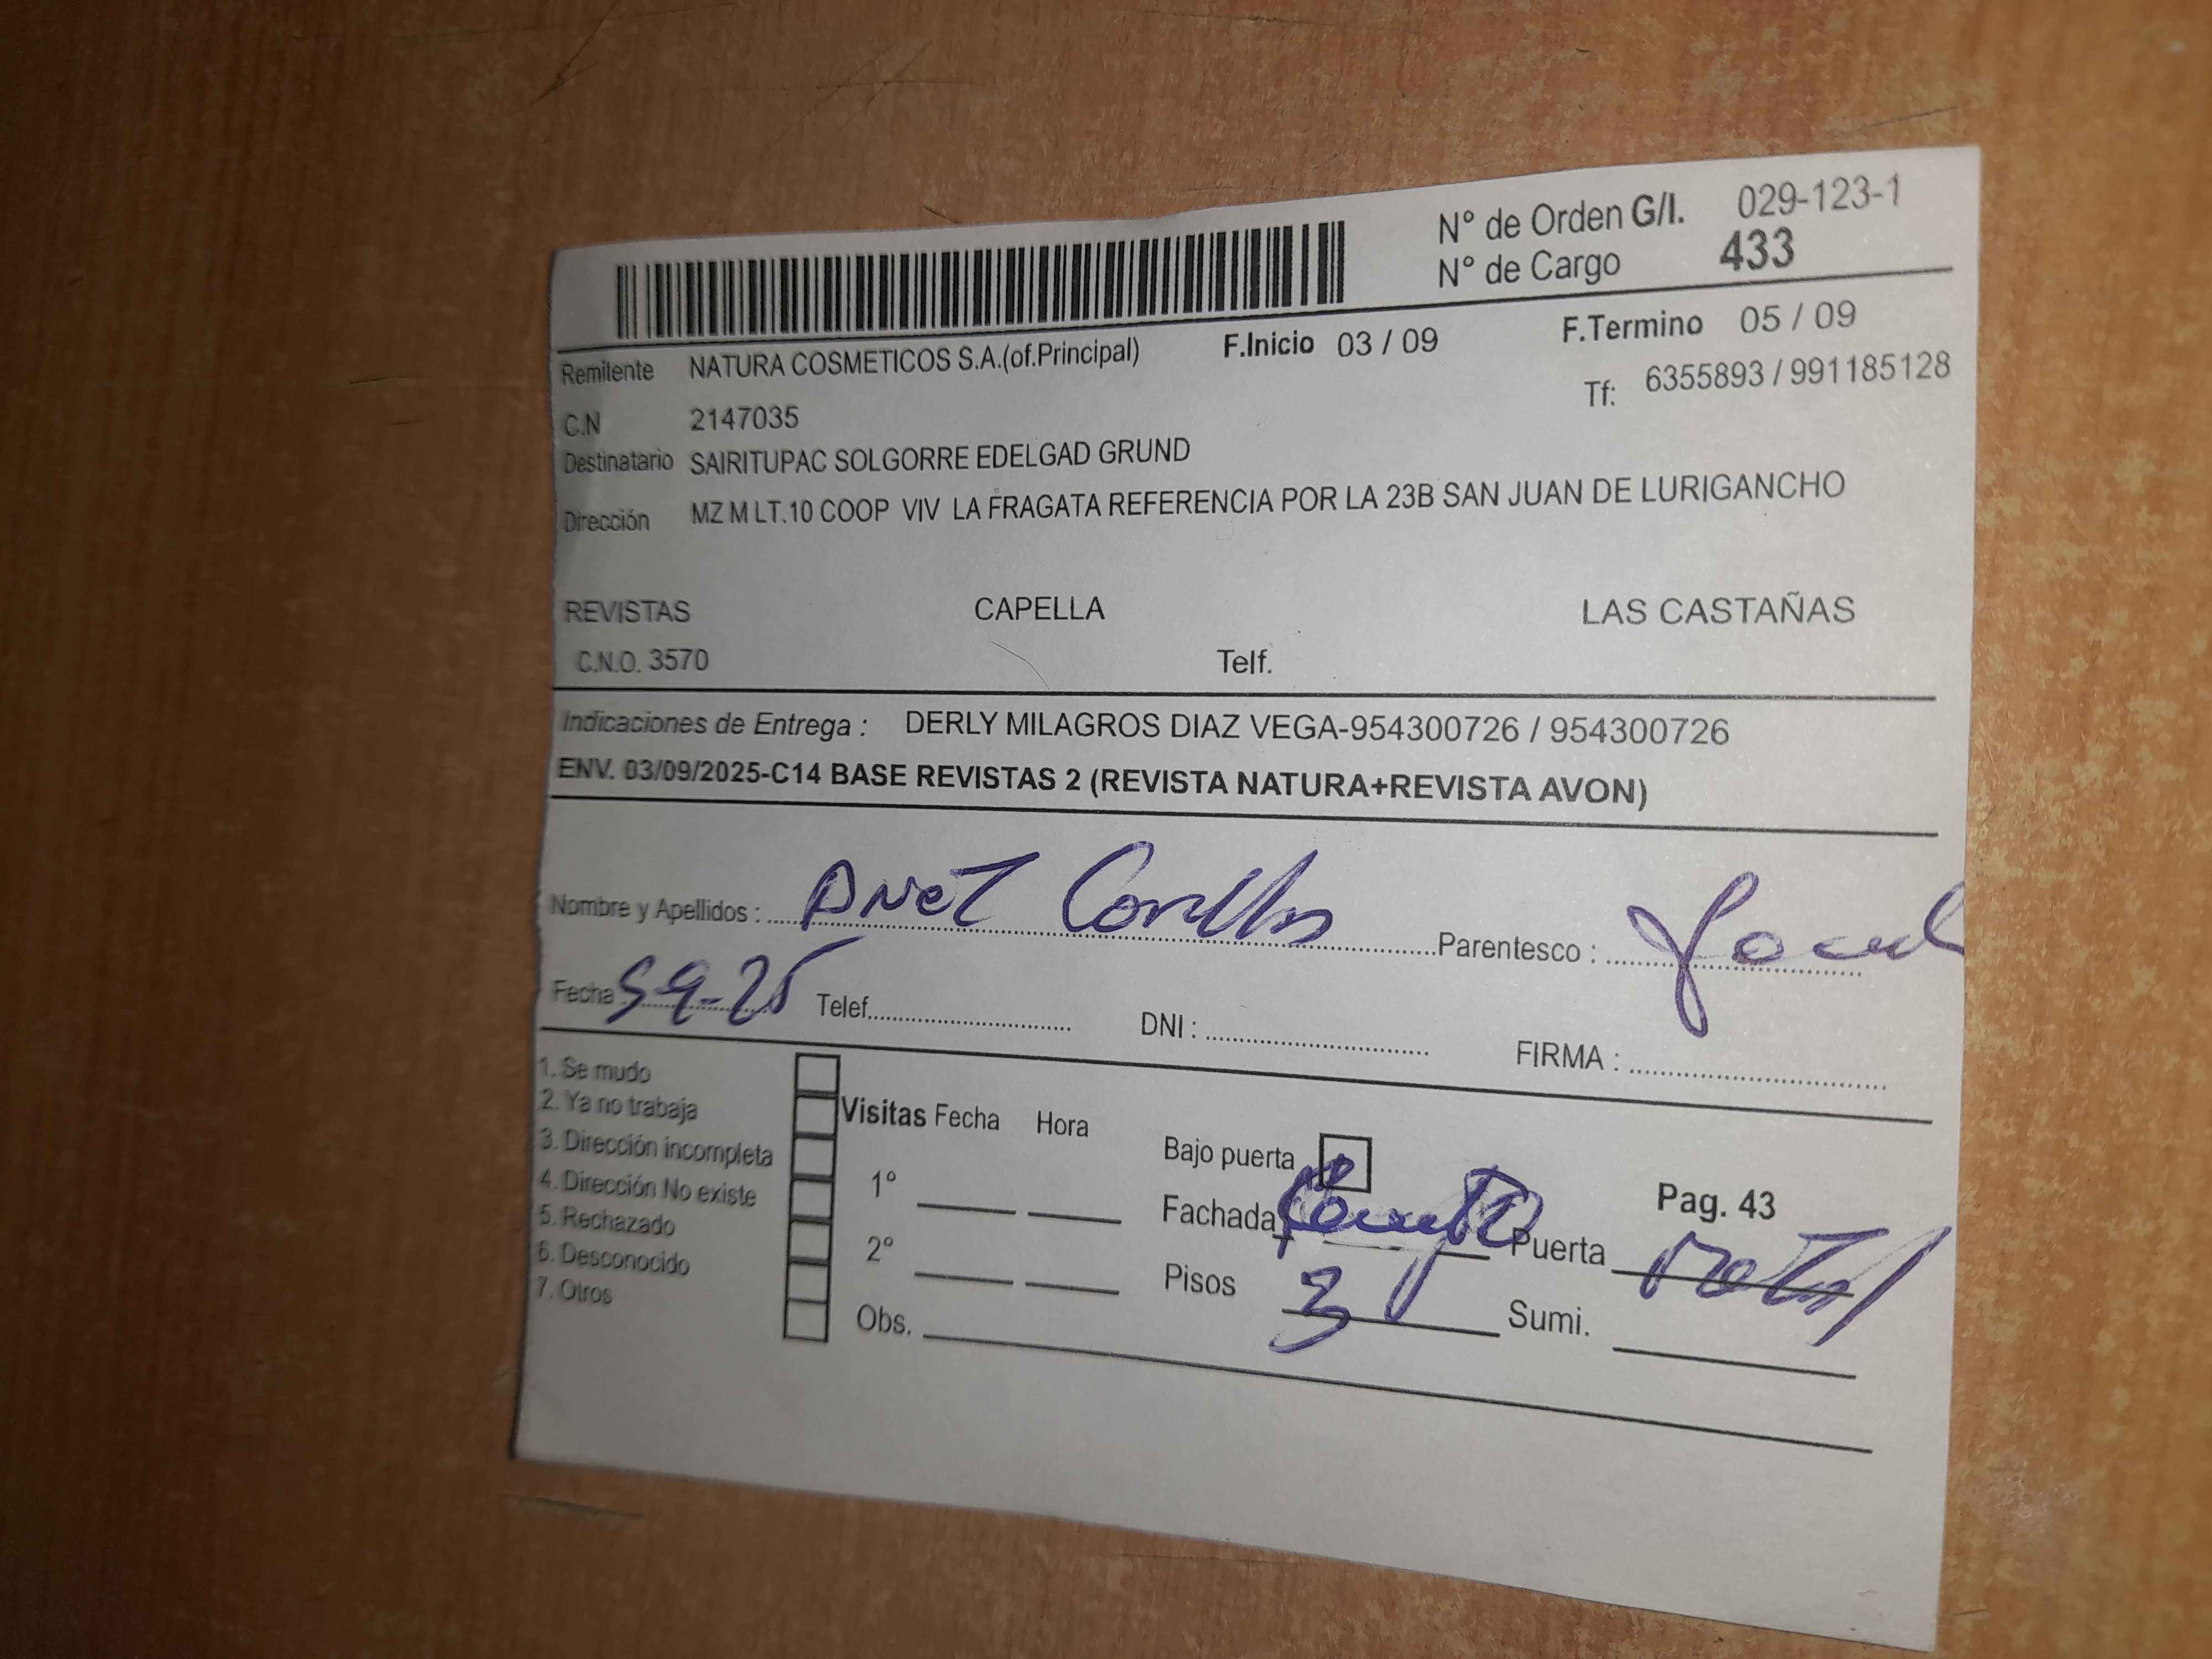 N° de Orden G/I. 029-123-1
N° de Cargo 433
Remitente NATURA COSMETICOS S.A.(of.Principal) F.Inicio 03 / 09 F.Termino 05 / 09
C.N 2147035 Tf: 6355893 / 991185128
Destinatario SAIRITUPAC SOLGORRE EDELGAD GRUND
Dirección MZ M LT.10 COOP VIV LA FRAGATA REFERENCIA POR LA 23B SAN JUAN DE LURIGANCHO
REVISTAS CAPELLA LAS CASTAÑAS
C.N.O. 3570 Telf.
Indicaciones de Entrega : DERLY MILAGROS DIAZ VEGA-954300726 / 954300726
ENV. 03/09/2025-C14 BASE REVISTAS 2 (REVISTA NATURA+REVISTA AVON)
Nombre y Apellidos : ANeZ Parentesco :
Fecha 5 9-25 Telef. DNI : FIRMA :
1. Se mudo
2. Ya no trabaja
3. Dirección incompleta
4. Dirección No existe
5. Rechazado
6. Desconocido
7. Otros
Visitas Fecha Hora
1°
2°
Obs.
Bajo puerta
Fachada Puerta
Pisos 3 Sumi.
Pag. 43